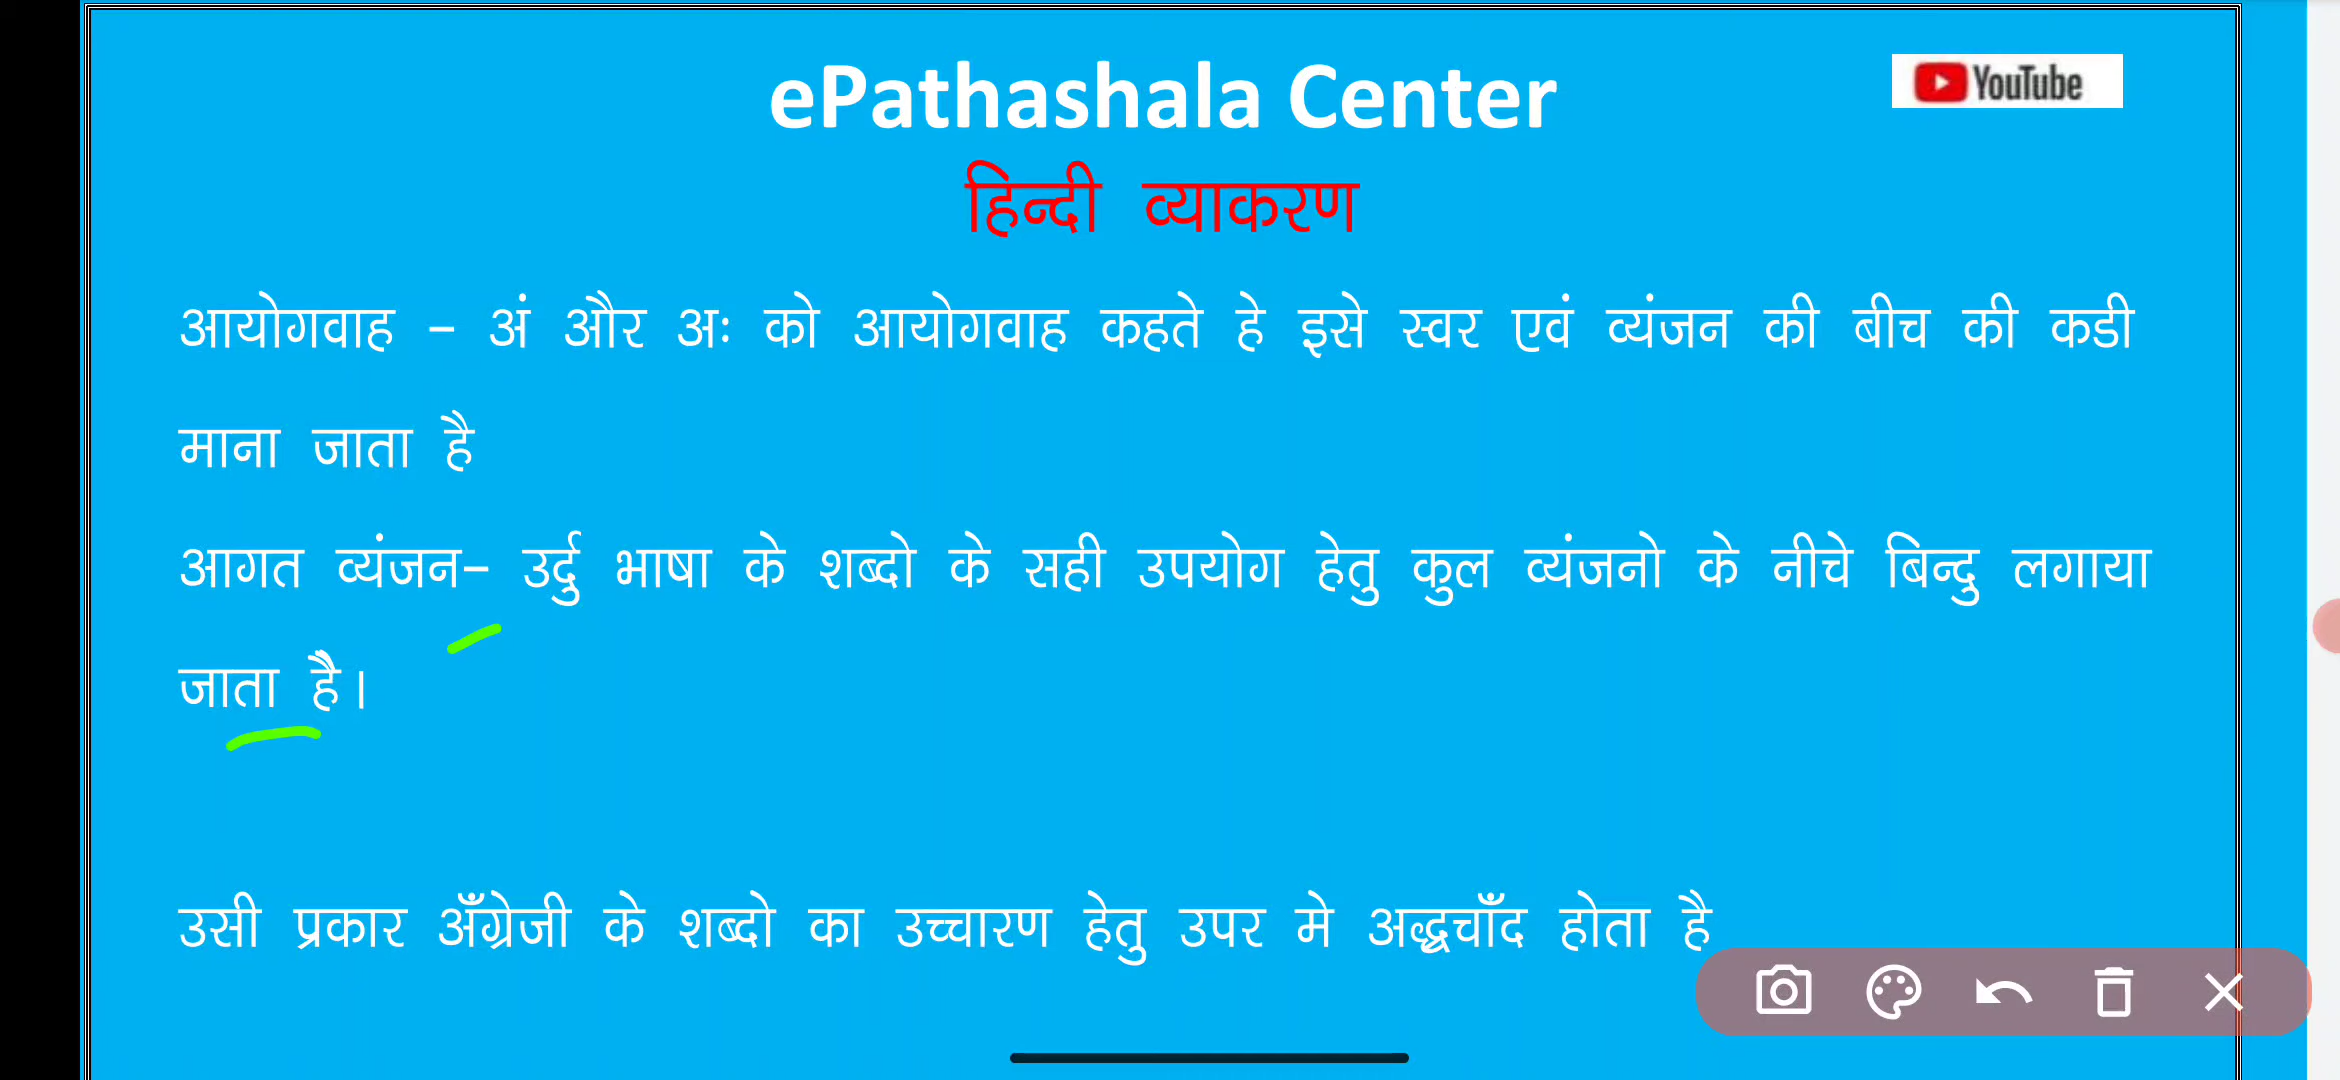 ePathashala Center
YouTube
हिन्दी व्याकरण
आयोगवाह - अं और अः को आयोगवाह कहते हे इसे स्वर एवं व्यंजन की बीच की कडी
माना जाता है
आगत व्यंजन- उर्दु भाषा के शब्दो के सही उपयोग हेतु कुल व्यंजनो के नीचे बिन्दु लगाया
जाता है।
उसी प्रकार अँग्रेजी के शब्दो का उच्चारण हेतु उपर मे अद्धचाँद होता है